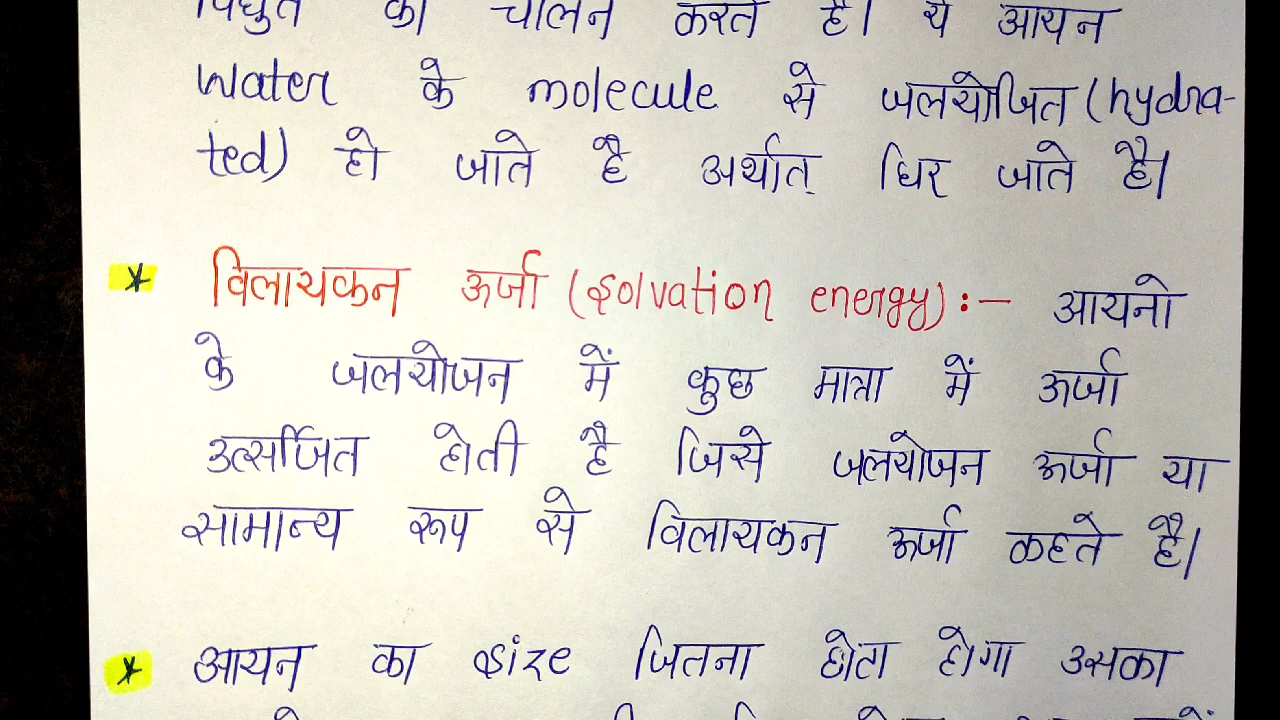 विद्युत का चालन करते है। ये आयन
water के molecule से जलयोजित (hydra-
ted) हो जाते है अर्थात् घिर जाते है।
* विलायकन ऊर्जा (solvation energy) :- आयनो
के जलयोजन में कुछ मात्रा में ऊर्जा
उत्सर्जित होती है जिसे जलयोजन ऊर्जा या
सामान्य रूप से विलायकन ऊर्जा कहते है।
* आयन का size जितना छोटा होगा उसका